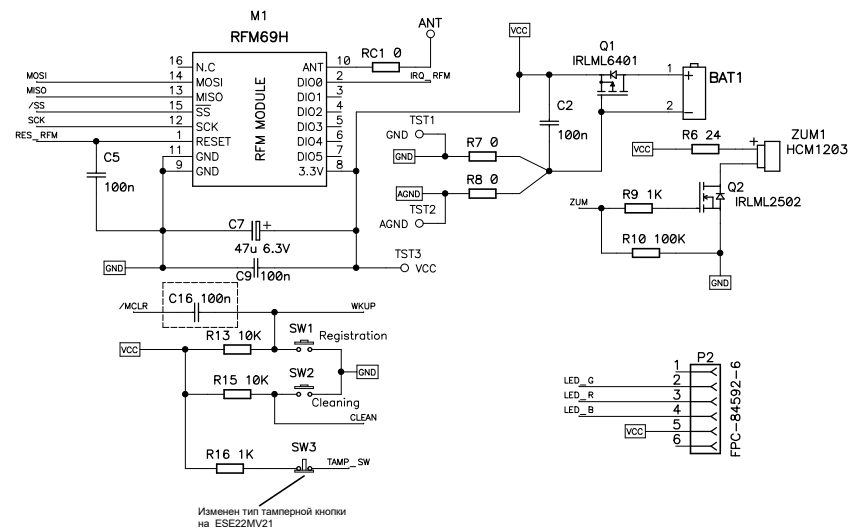 M1
RFM69H
ANT
16 N.C ANT 10 RC1 0
MOSI 14 MOSI DIO0 2 IRQ_RFM
MISO 13 MISO DIO1 3
/SS 15 SS DIO2 4
SCK 12 SCK DIO3 5
RES_RFM 1 RESET DIO4 6
11 GND DIO5 7
9 GND 3.3V 8
RFM MODULE
C5
100n
C7 +
47u 6.3V
GND
C9 100n
TST3
VCC
VCC
Q1
IRLML6401
1 +
2 -
BAT1
C2
100n
TST1
GND
GND
R7 0
AGND
R8 0
TST2
AGND
VCC
R6 24
+
ZUM1
HCM1203
Q2
IRLML2502
ZUM
R9 1K
R10 100K
GND
/MCLR
C16 100n
WKUP
R13 10K
SW1
Registration
VCC
GND
R15 10K
SW2
Cleaning
CLEAN
R16 1K
SW3
TAMP_SW
Изменен тип тамперной кнопки
на ESE22MV21
P2
1
LED_G 2
LED_R 3
LED_B 4
VCC 5
6
FPC-84592-6